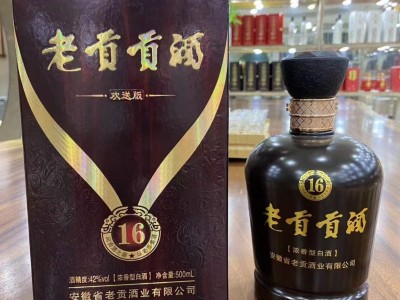 老贡贡酒
欢送版
16
酒精度:42%vol【浓香型白酒】净含量:500mL
安徽省老贡酒业有限公司
16
老贡贡酒
【浓香型白酒】
安徽省老贡酒业有限公司